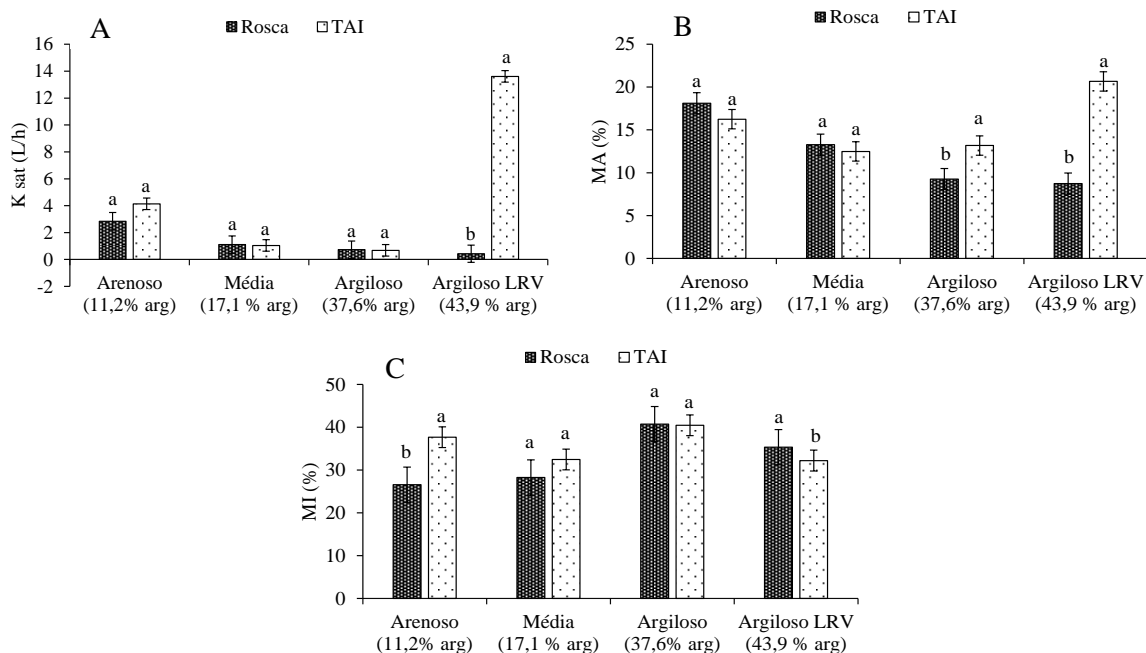 A
Rosca TAI
K sat (L/h)
16
14
12
10
8
6
4
2
0
-2
a a a a a a b a
Arenoso Média Argiloso Argiloso LRV
(11,2% arg) (17,1 % arg) (37,6% arg) (43,9 % arg)
B
Rosca TAI
MA (%)
25
20
15
10
5
0
a a a a b a b a
Arenoso Média Argiloso Argiloso LRV
(11,2% arg) (17,1 % arg) (37,6% arg) (43,9 % arg)
C
Rosca TAI
MI (%)
50
40
30
20
10
0
b a a a a a a b
Arenoso Média Argiloso Argiloso LRV
(11,2% arg) (17,1 % arg) (37,6% arg) (43,9 % arg)